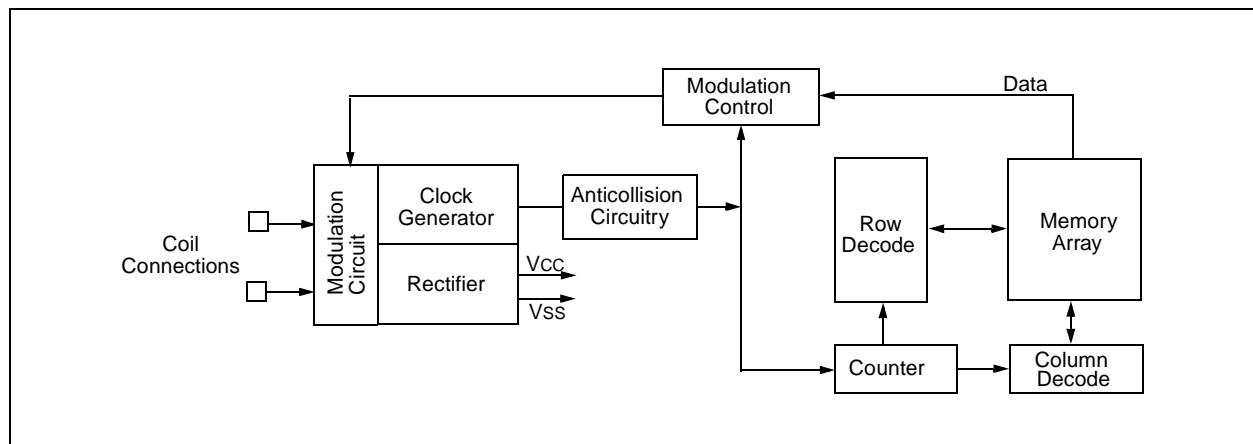 Modulation
Control
Data
Modulation
Circuit
Clock
Generator
Anticollision
Circuitry
Row
Decode
Memory
Array
Coil
Connections
Rectifier
VCC
VSS
Counter
Column
Decode